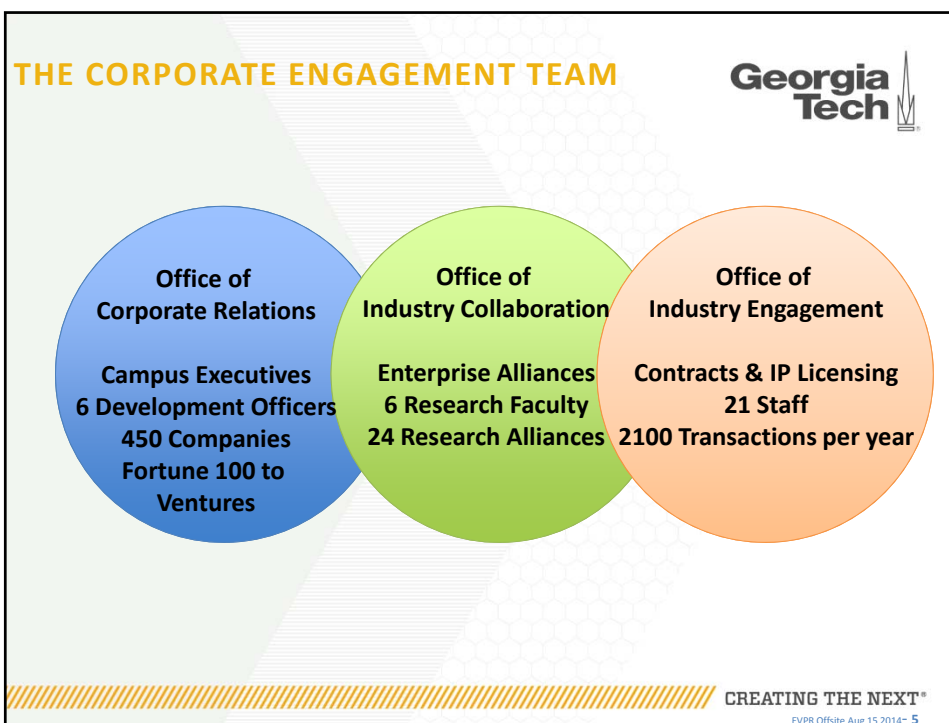 THE CORPORATE ENGAGEMENT TEAM
Georgia
Tech
®
Office of
Corporate Relations
Campus Executives
6 Development Officers
450 Companies
Fortune 100 to
Ventures
Office of
Industry Collaboration
Enterprise Alliances
6 Research Faculty
24 Research Alliances
Office of
Industry Engagement
Contracts & IP Licensing
21 Staff
2100 Transactions per year
CREATING THE NEXT®
EVPR Offsite Aug 15 2014- 5